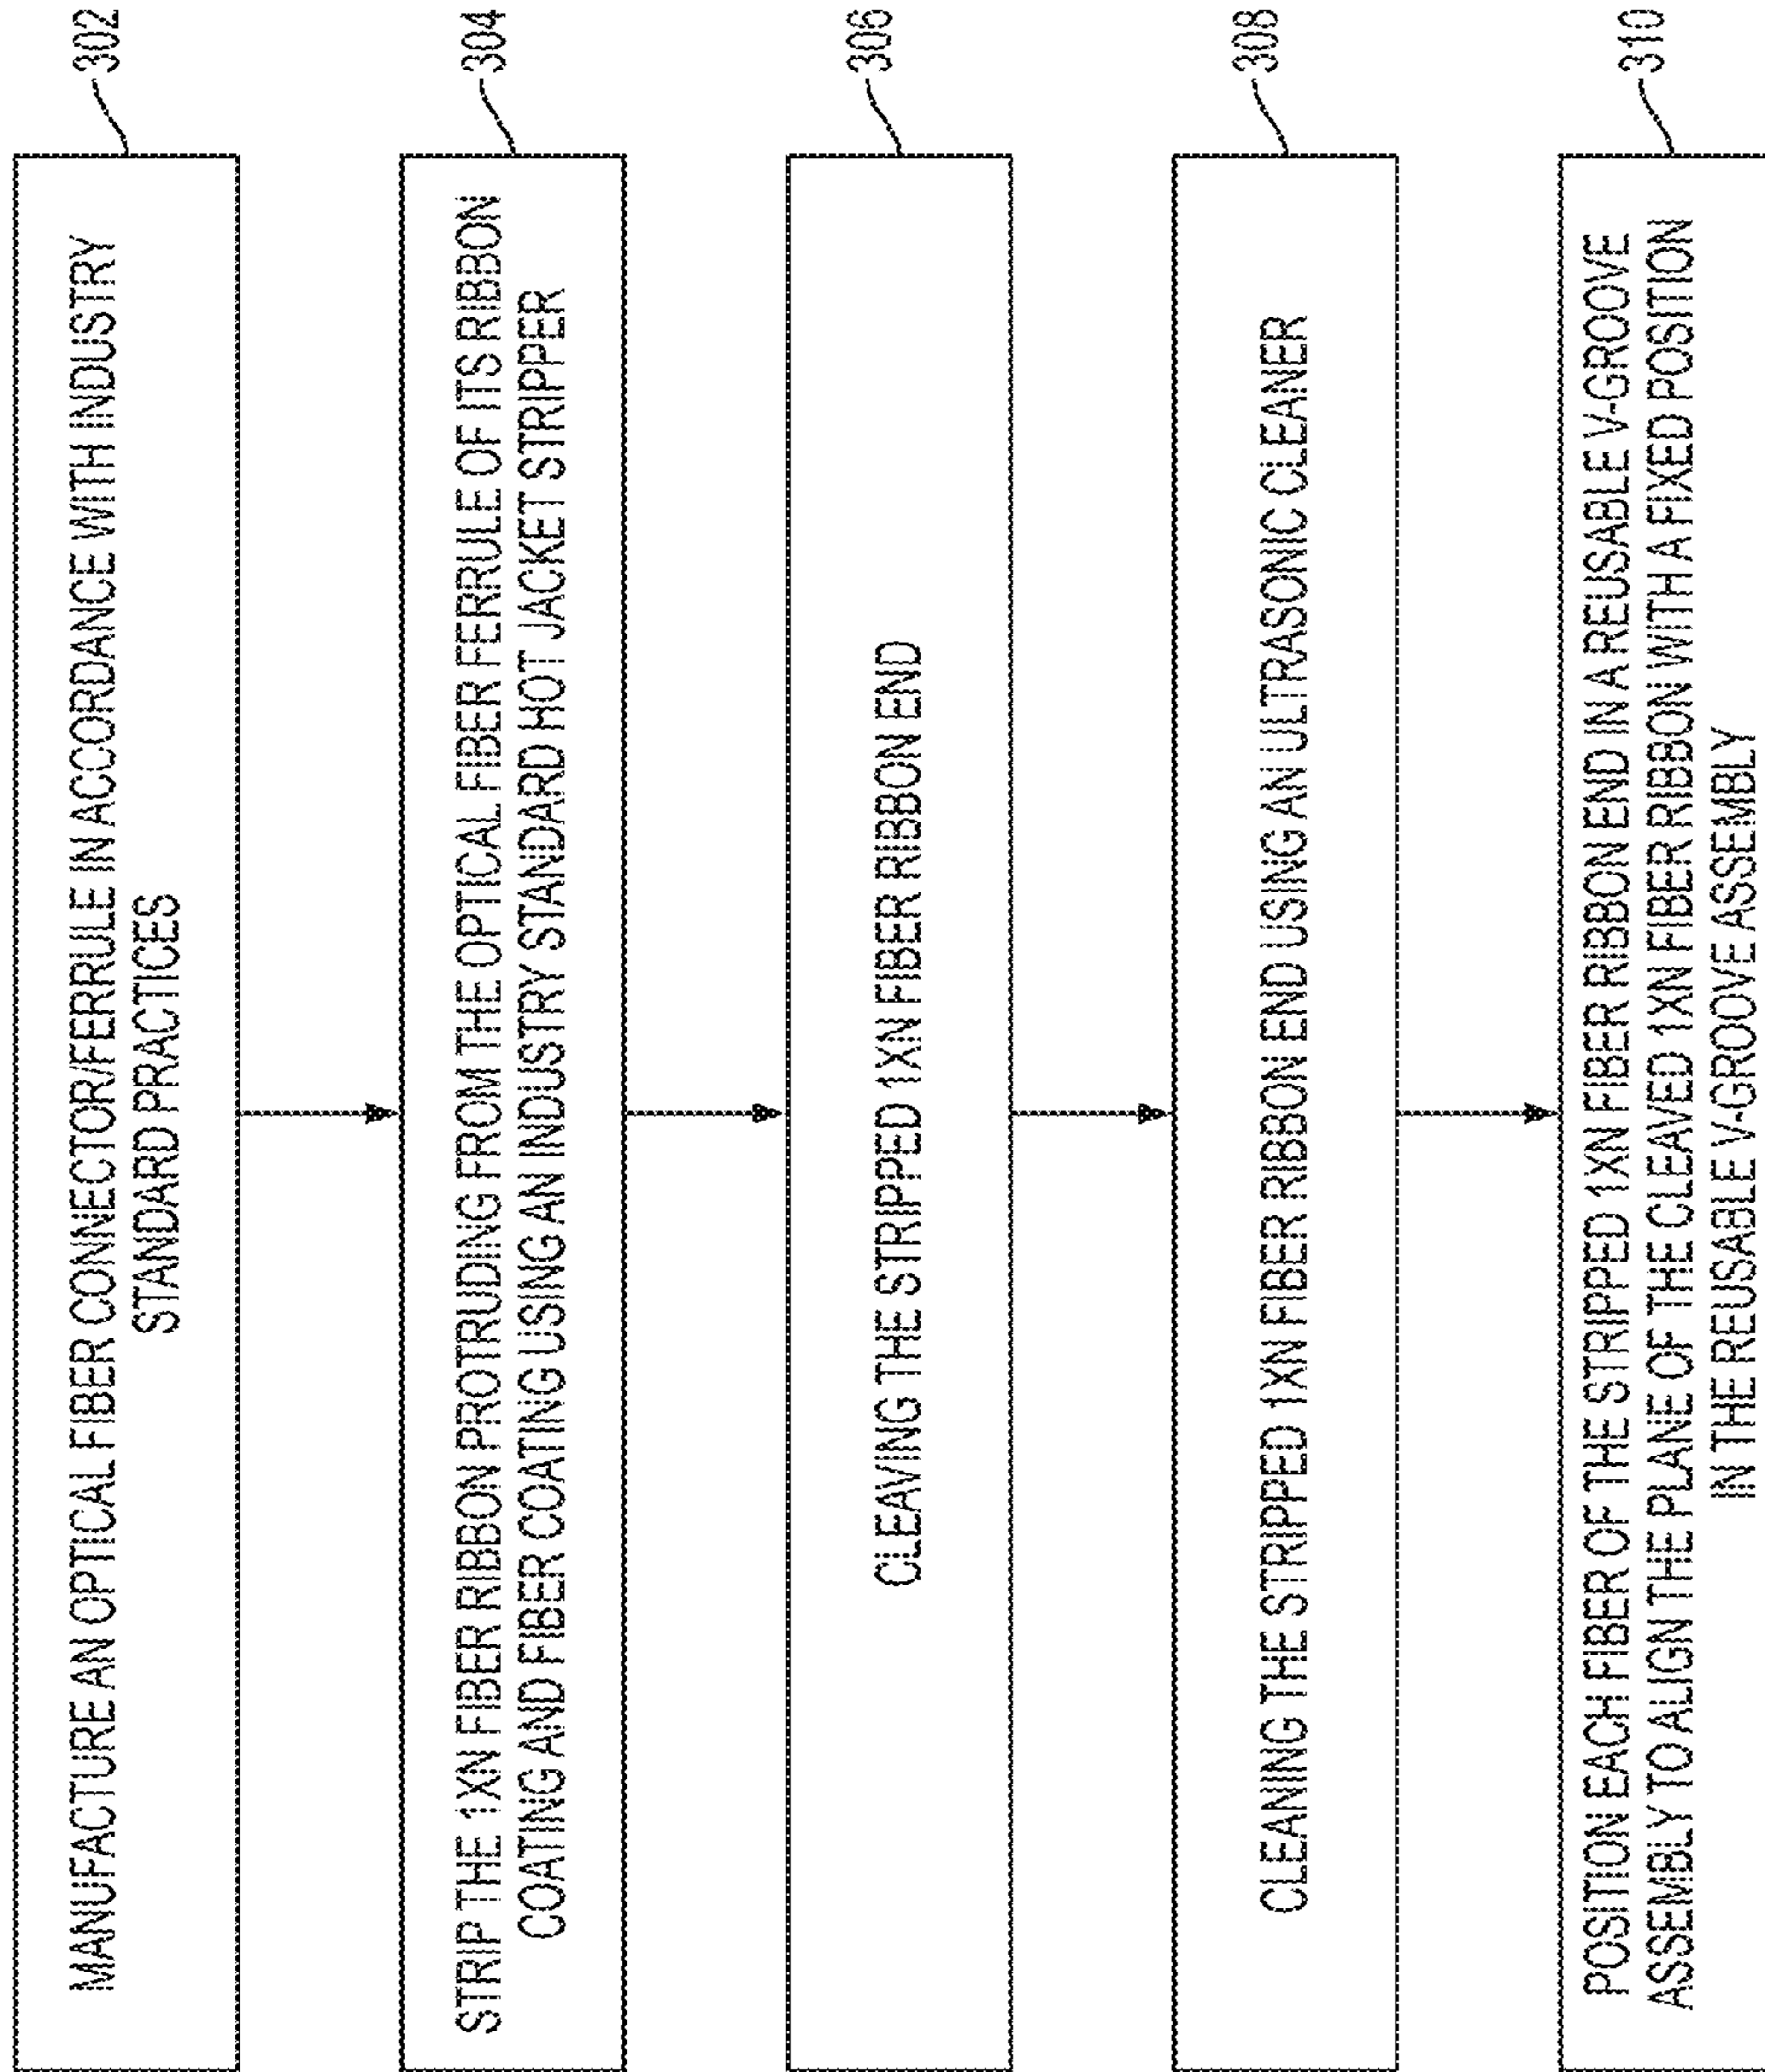 MANUFACTURE AN OPTICAL FIBER CONNECTOR/FERRULE IN ACCORDANCE WITH INDUSTRY
STANDARD PRACTICES
302
STRIP THE 1XN FIBER RIBBON PROTRUDING FROM THE OPTICAL FIBER FERRULE OF ITS RIBBON
COATING AND FIBER COATING USING AN INDUSTRY STANDARD HOT JACKET STRIPPER
304
CLEAVING THE STRIPPED 1XN FIBER RIBBON END
306
CLEANING THE STRIPPED 1XN FIBER RIBBON END USING AN ULTRASONIC CLEANER
308
POSITION EACH FIBER OF THE STRIPPED 1XN FIBER RIBBON END IN A REUSABLE V-GROOVE
ASSEMBLY TO ALIGN THE PLANE OF THE CLEAVED 1XN FIBER RIBBON WITH A FIXED POSITION
IN THE REUSABLE V-GROOVE ASSEMBLY
310